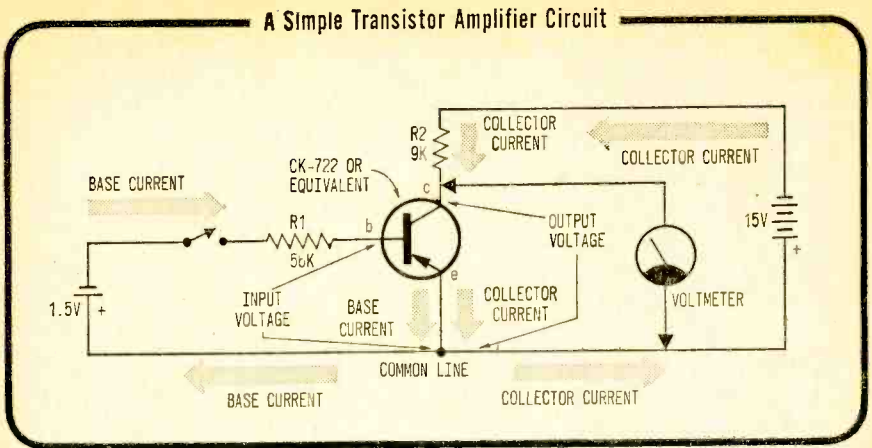 A Simple Transistor Amplifier Circuit
R2
9K
COLLECTOR
CURRENT
COLLECTOR CURRENT
CK-722 OR
EQUIVALENT
BASE CURRENT
c
R1
56K
b
OUTPUT
VOLTAGE
15V
+
e
1.5V
+
INPUT
VOLTAGE
BASE
CURRENT
COLLECTOR
CURRENT
VOLTMETER
COMMON LINE
BASE CURRENT
COLLECTOR CURRENT